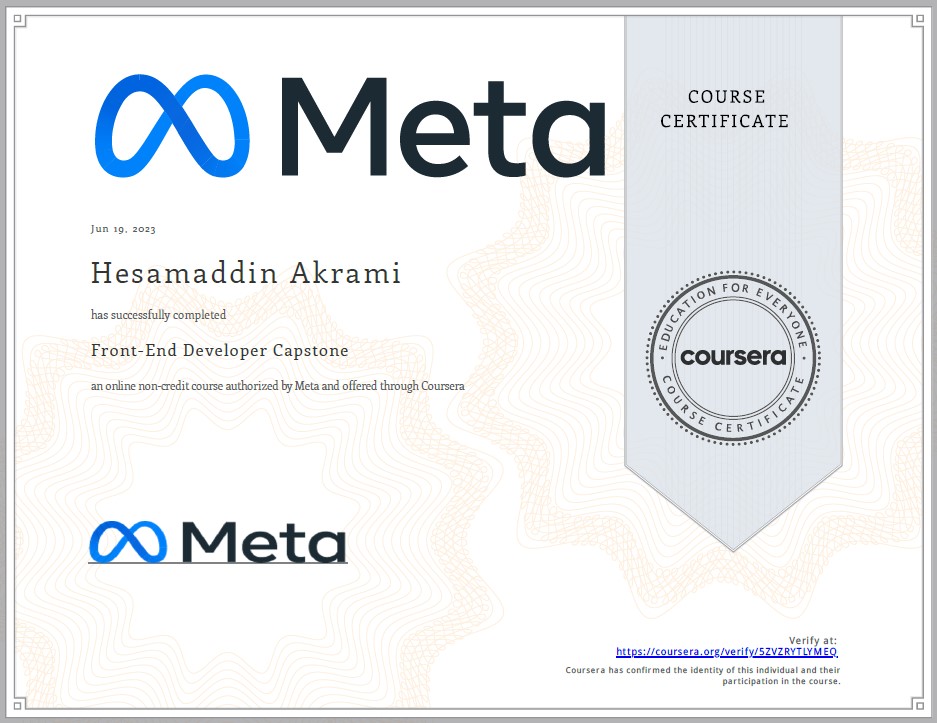 Meta
COURSE
CERTIFICATE
Jun 19, 2023
Hesamaddin Akrami
has successfully completed
Front-End Developer Capstone
an online non-credit course authorized by Meta and offered through Coursera
EDUCATION FOR EVERYONE
coursera
COURSE CERTIFICATE
Meta
Verify at:
https://coursera.org/verify/5ZVZRYTLYMEQ
Coursera has confirmed the identity of this individual and their
participation in the course.